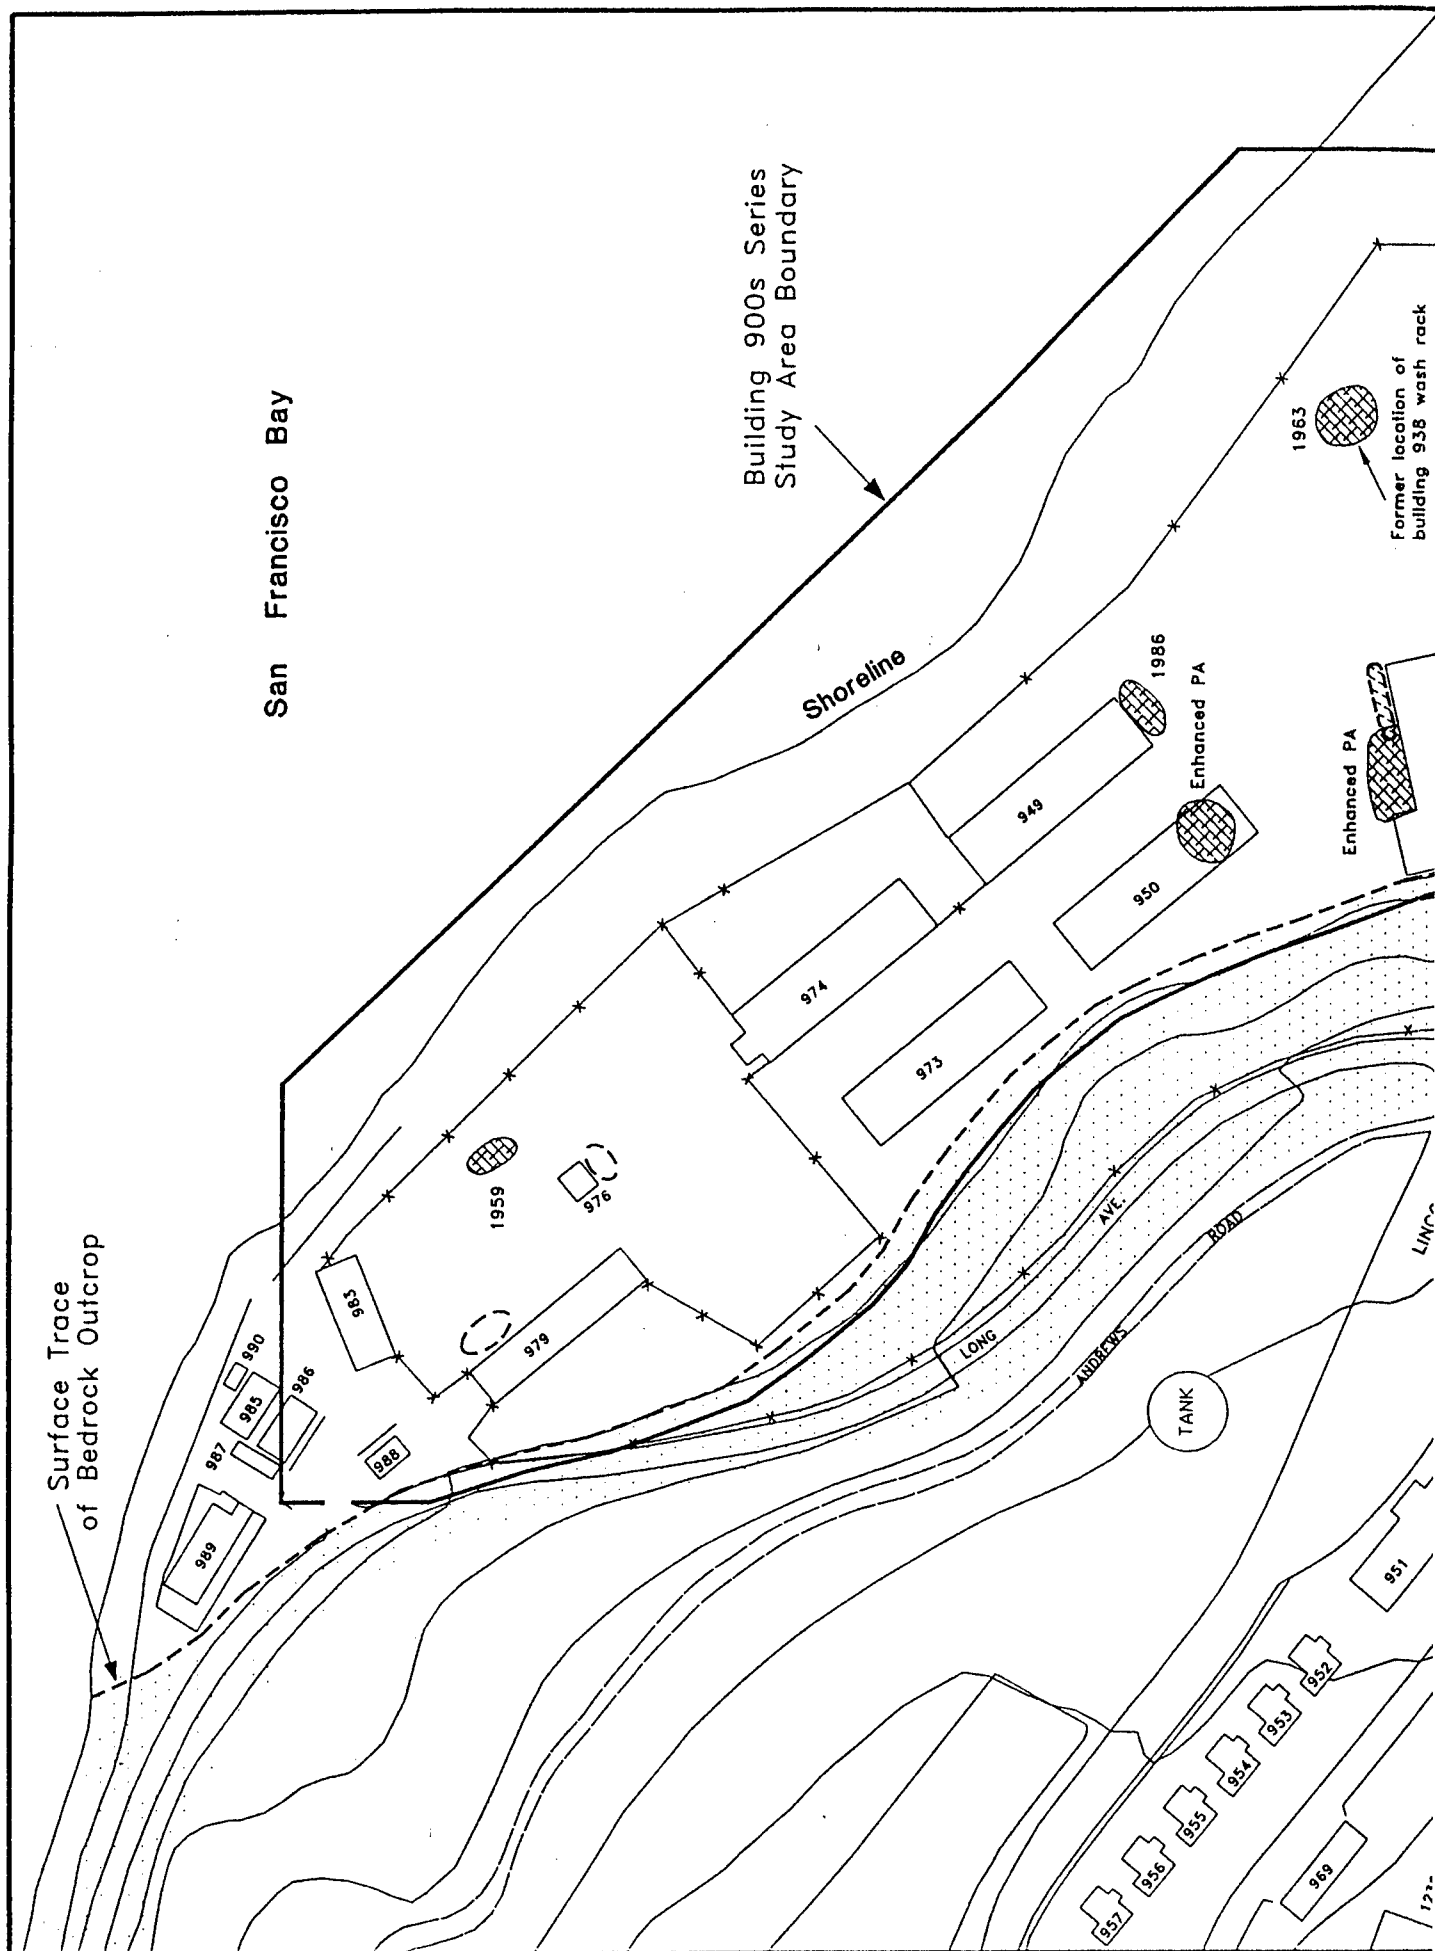 San Francisco Bay
Building 900s Series
Study Area Boundary
Surface Trace
of Bedrock Outcrop
Shoreline
1963
Former location of
building 938 wash rack
1986
Enhanced PA
Enhanced PA
949
950
974
973
1959
976
983
979
990
985
986
987
988
989
LONG
AVE.
ANDREWS
ROAD
TANK
951
952
953
954
955
956
957
969